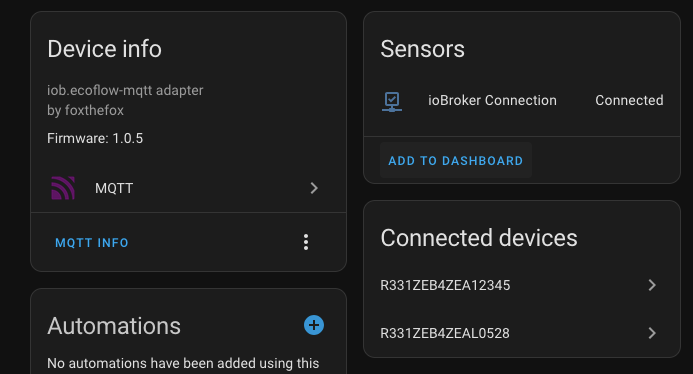 Device info
iob.ecoflow-mqtt adapter
by foxthefox
Firmware: 1.0.5
MQTT
MQTT INFO
Automations
No automations have been added using this
Sensors
ioBroker Connection Connected
ADD TO DASHBOARD
Connected devices
R331ZEB4ZEA12345
R331ZEB4ZEAL0528